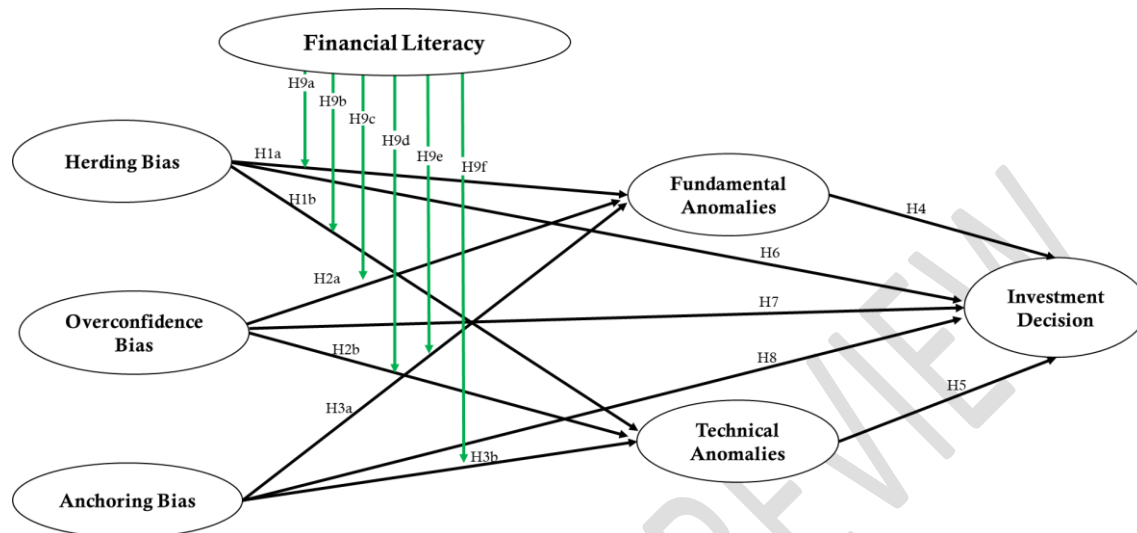 Financial Literacy
H9a
H9b
H9c
H9d
H9e
H9f
Herding Bias
H1a
H1b
Fundamental
Anomalies
H4
H6
H2a
Overconfidence
Bias
H7
Investment
Decision
H2b
H8
H3a
H5
Technical
Anomalies
H3b
Anchoring Bias
REVIEW